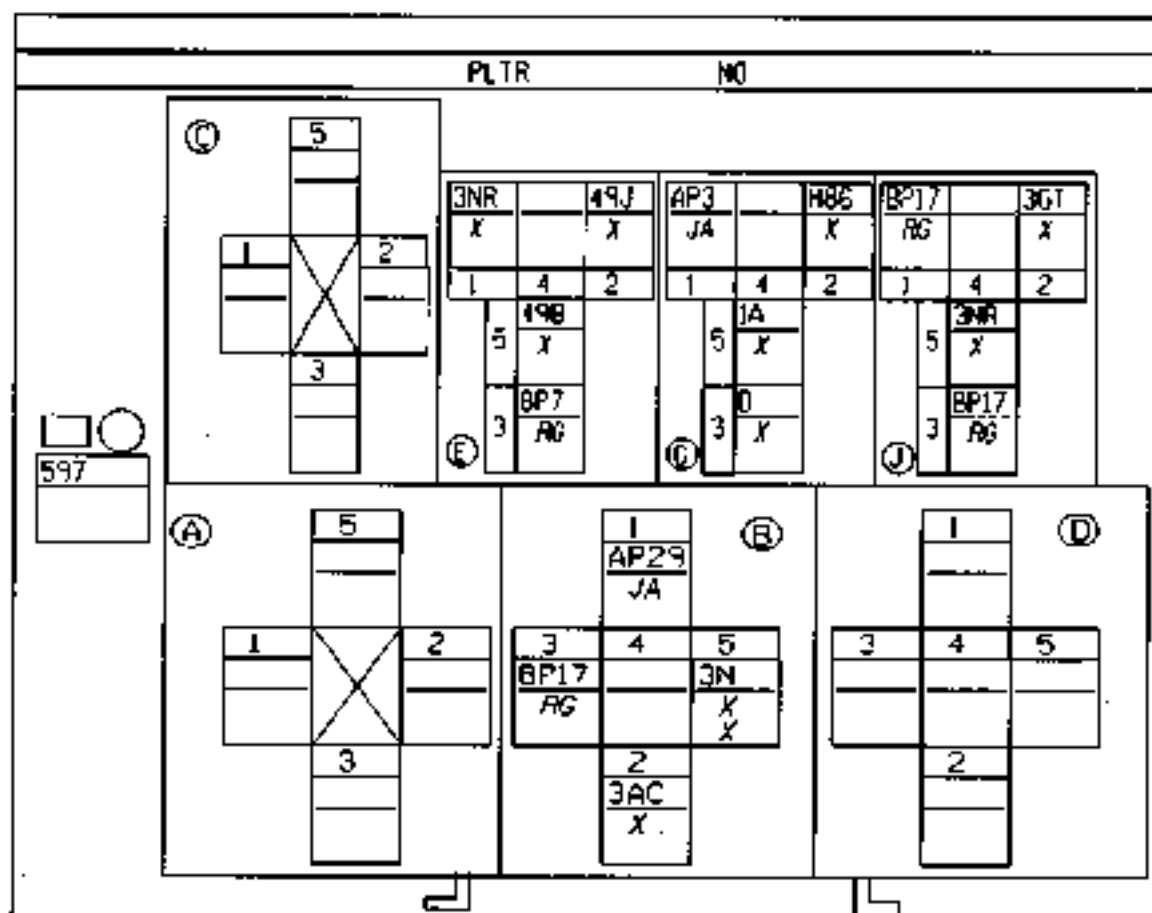 PLTR NO
C
5
1 2
3
3NR 49J
X X
1 4 2
49B
5 X
BP7
3 RG
E
AP3 H86
JA X
1 4 2
1A
5 X
D
3 X
G
BP17 3GT
RG X
1 4 2
3NR
5 X
BP17
3 RG
J
597
A
5
1 2
3
B
1
AP29
JA
3 4 5
BP17 3N
RG X
X
2
3AC
X
D
1
3 4 5
2